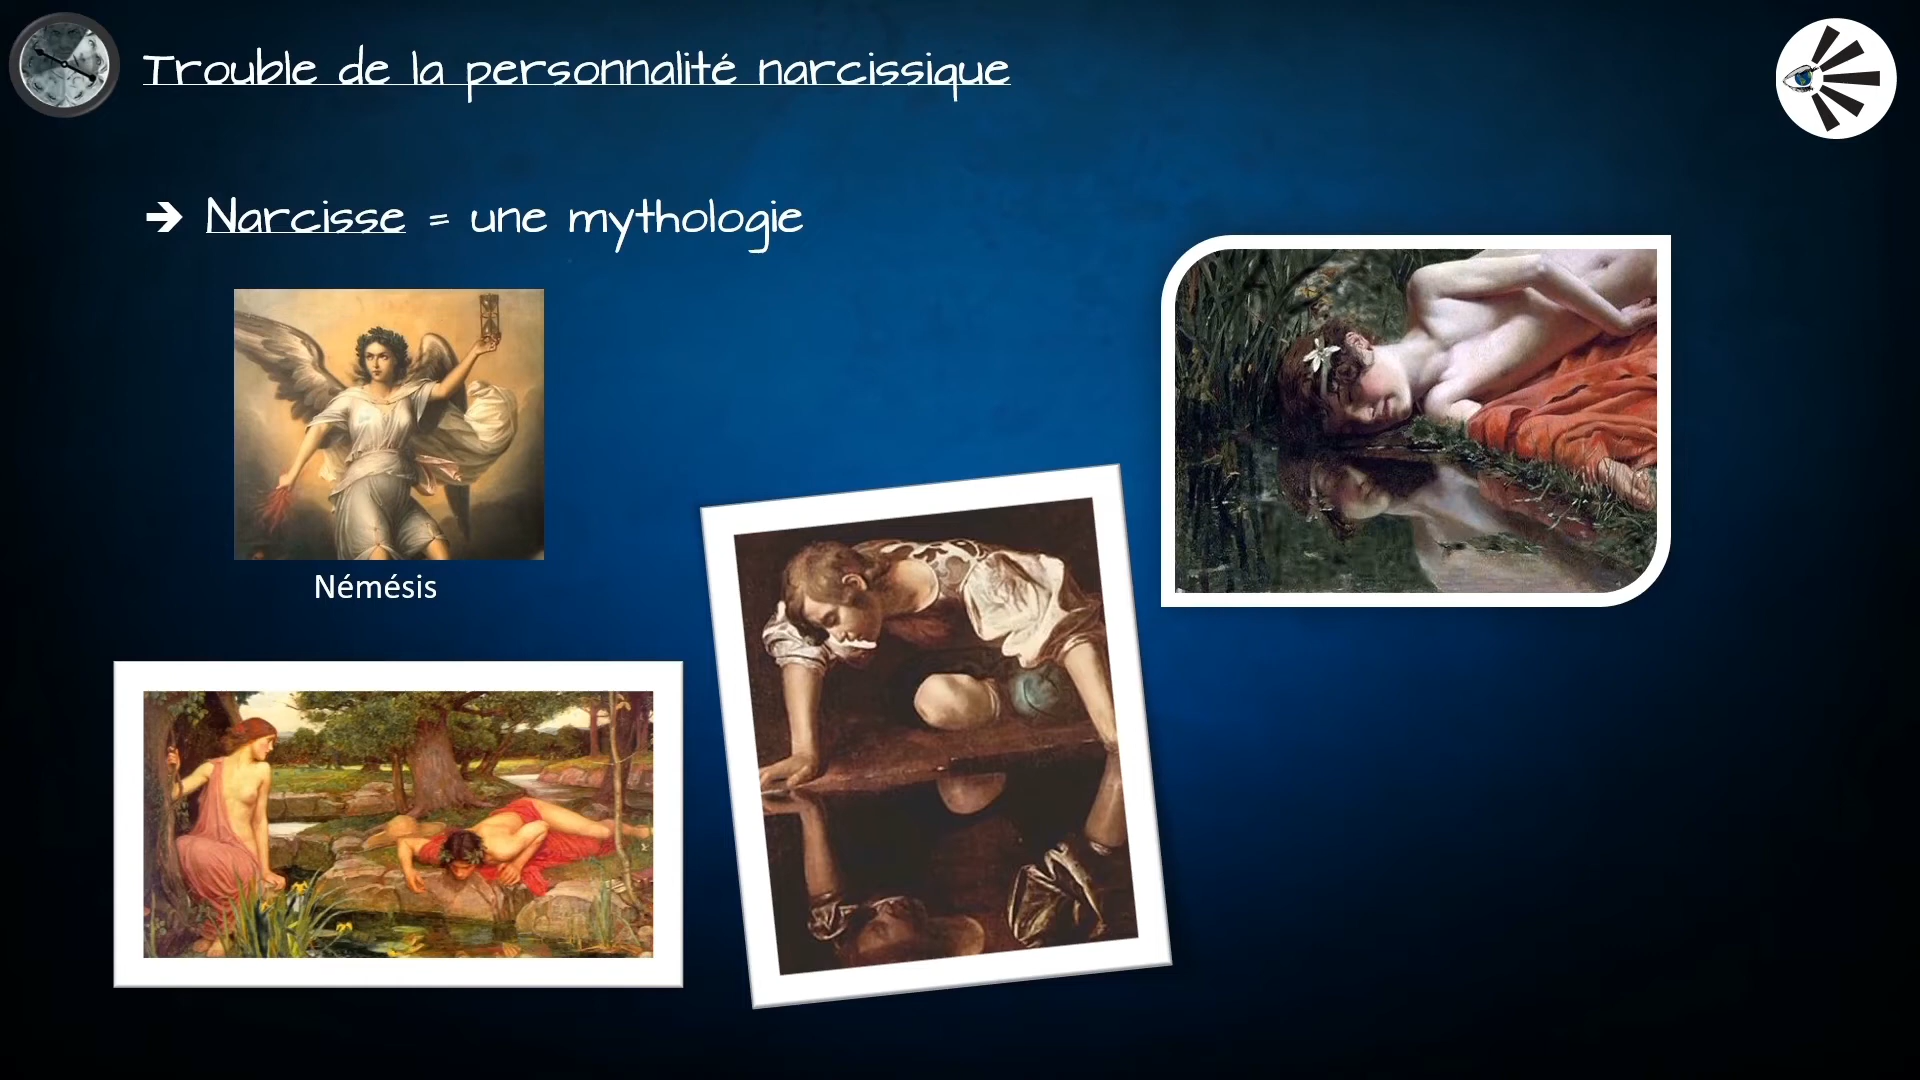 Trouble de la personnalité narcissique
➔ Narcisse = une mythologie
Némésis